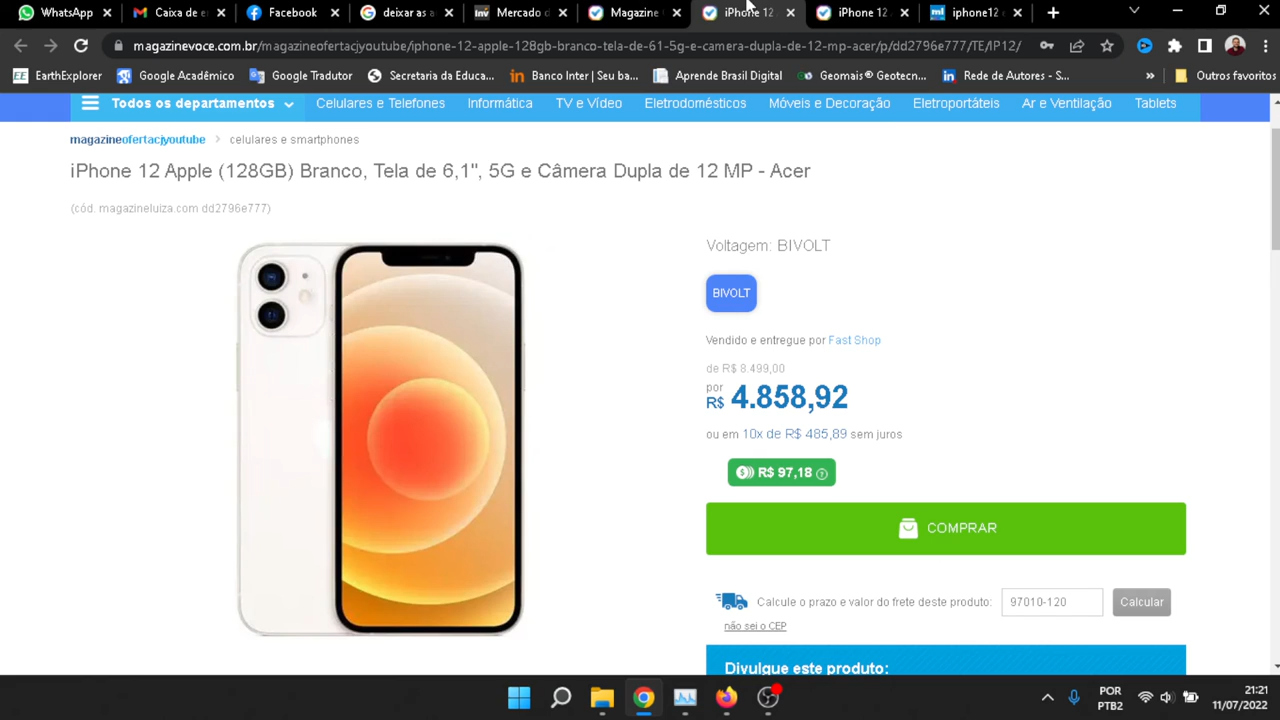 WhatsApp
Caixa de e
Facebook
deixar as a
Mercado d
Magazine
iPhone 12
iPhone 12
iphone12
magazinevoce.com.br/magazineofertacjyoutube/iphone-12-apple-128gb-branco-tela-de-61-5g-e-camera-dupla-de-12-mp-acer/p/dd2796e777/TE/IP12/
EarthExplorer
Google Acadêmico
Google Tradutor
Secretaria da Educa...
Banco Inter | Seu ba...
Aprende Brasil Digital
Geomais® Geotecn...
Rede de Autores - S...
»
Outros favoritos
Todos os departamentos
Celulares e Telefones
Informática
TV e Vídeo
Eletrodomésticos
Móveis e Decoração
Eletroportáteis
Ar e Ventilação
Tablets
magazineofertacjyoutube > celulares e smartphones
iPhone 12 Apple (128GB) Branco, Tela de 6,1", 5G e Câmera Dupla de 12 MP - Acer
(cód. magazineluiza.com dd2796e777)
Voltagem: BIVOLT
BIVOLT
Vendido e entregue por Fast Shop
de R$ 8.499,00
por
R$ 4.858,92
ou em 10x de R$ 485,89 sem juros
R$ 97,18
COMPRAR
Calcule o prazo e valor do frete deste produto:
97010-120
Calcular
não sei o CEP
Divulgue este produto:
POR
PTB2
21:21
11/07/2022